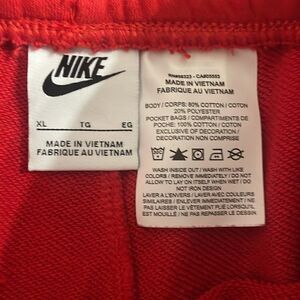 NIKE
XL TG EG
MADE IN VIETNAM
FABRIQUE AU VIETNAM
MADE IN VIETNAM
FABRIQUE AU VIETNAM
BODY / CORPS: 80% COTTON / COTON
20% POLYESTER
POCKET BAGS / COMPARTIMENTS DE
POCHE: 100% COTTON / COTON
EXCLUSIVE OF DECORATION /
DECORATION NON COMPRISE
WASH INSIDE OUT / WASH WITH LIKE
COLORS / REMOVE IMMEDIATELY / DO NOT
ALLOW TO LAY ON ITSELF WHEN WET / DO
NOT IRON DESIGN
LAVER A L'ENVERS / LAVER AVEC COULEURS
SIMILAIRES / ENLEVER IMMEDIATEMENT / NE
PAS LAISSER LE VÊTEMENT PLIÉ LORSQU'IL
EST MOUILLÉ / NE PAS REPASSER LE DESSIN